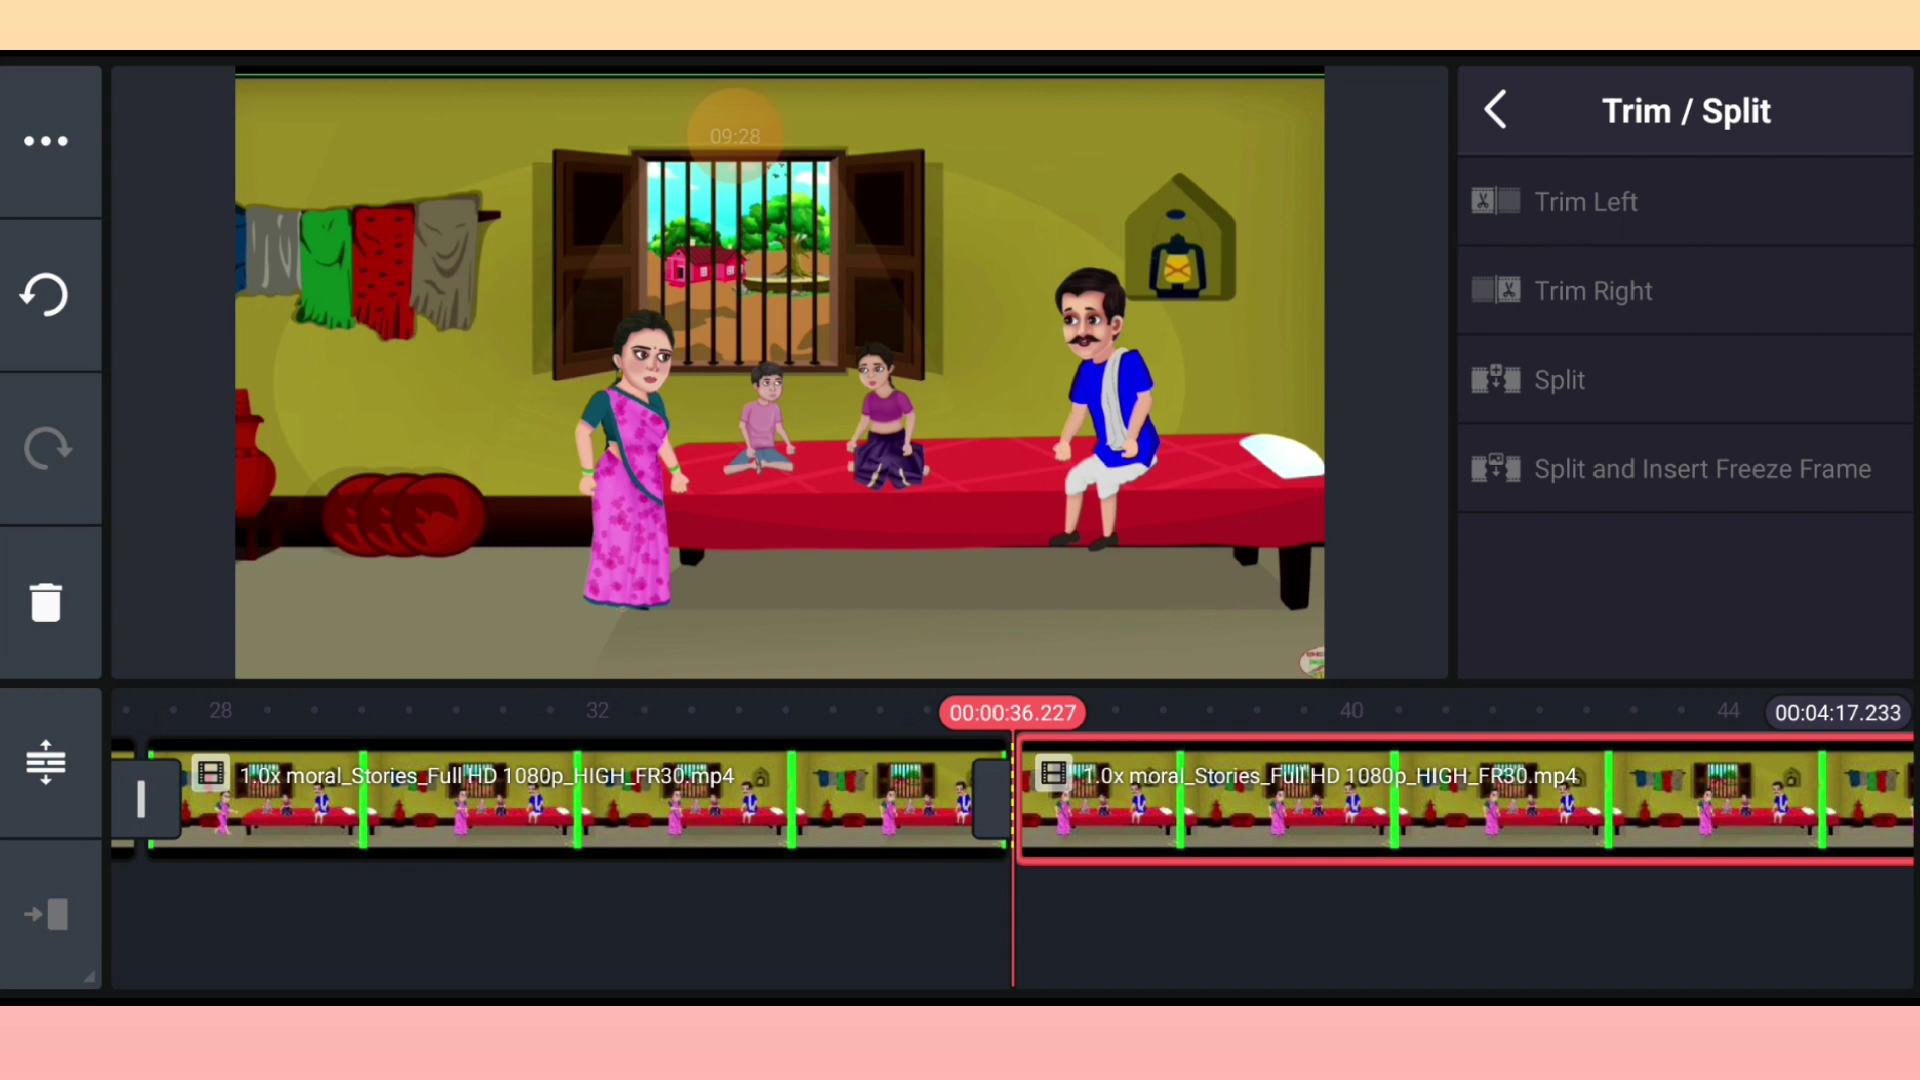 09:28
Trim / Split
Trim Left
Trim Right
Split
Split and Insert Freeze Frame
28
32
00:00:36.227
40
44
00:04:17.233
1.0x moral_Stories_Full HD 1080p_HIGH_FR30.mp4
1.0x moral_Stories_Full HD 1080p_HIGH_FR30.mp4